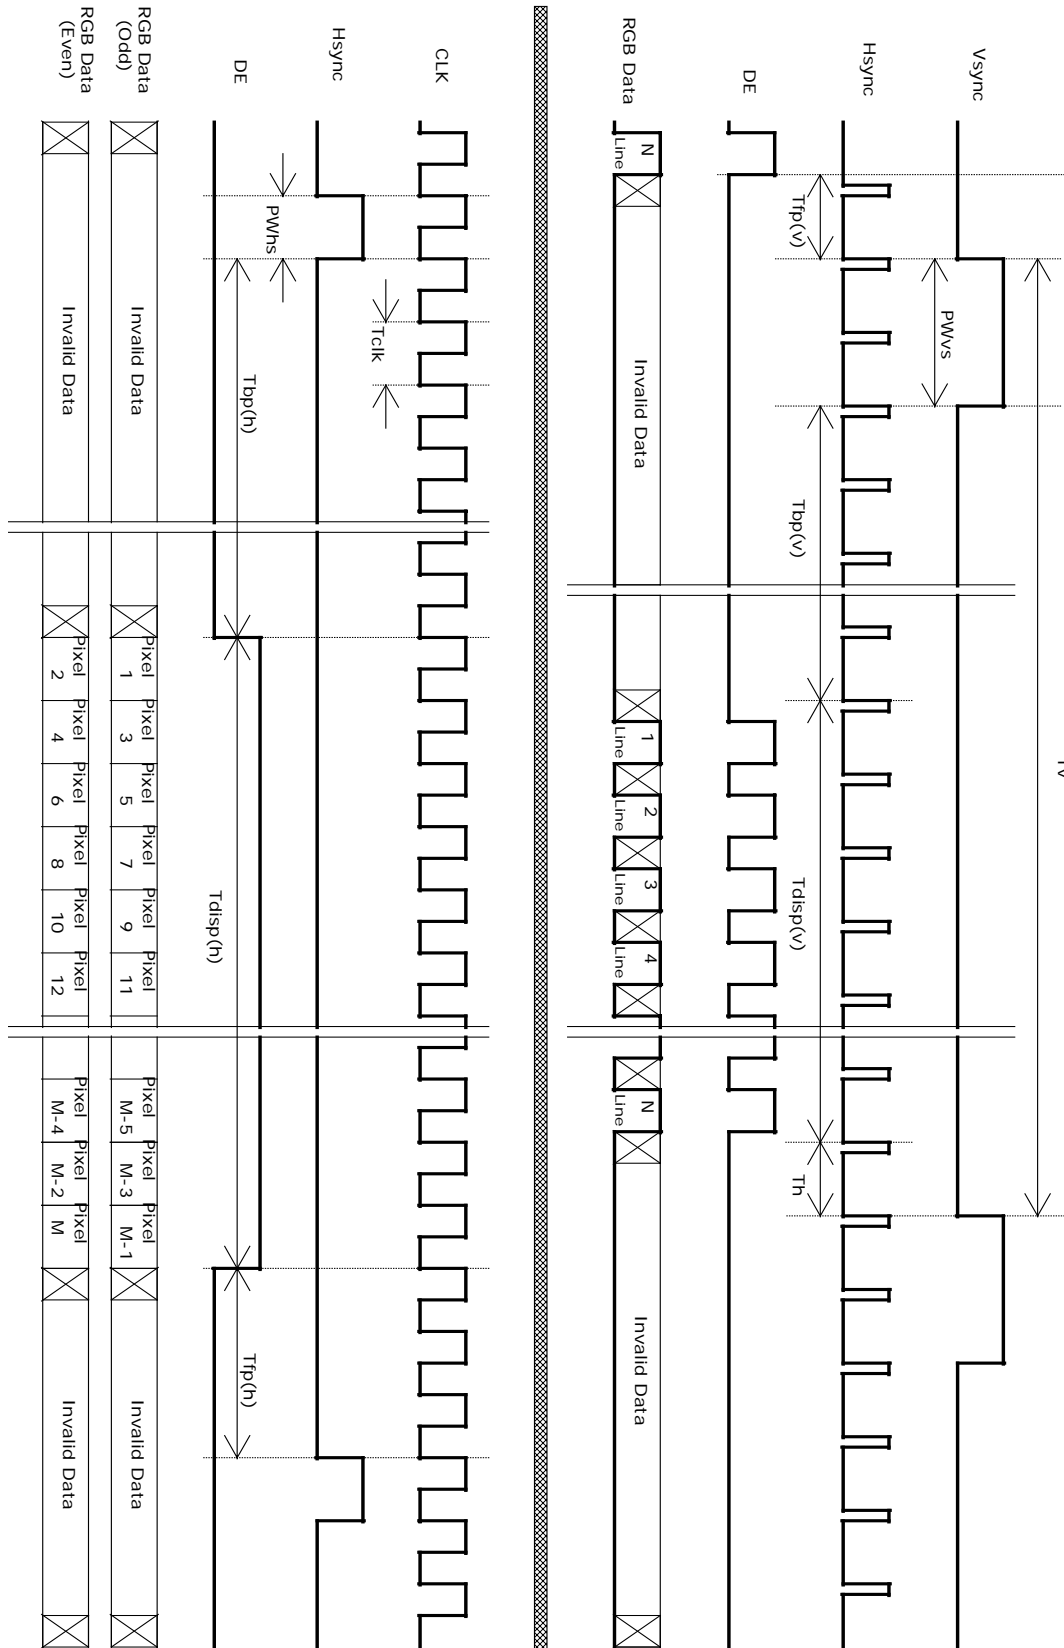 Tv
Vsync
PWvs
Hsync
Tfp(v)
Tbp(v)
Tdisp(v)
Th
DE
RGB Data
Line N
Invalid Data
Line 1
Line 2
Line 3
Line 4
Line N
Invalid Data
CLK
Tclk
Hsync
PWhs
Tbp(h)
DE
Tdisp(h)
Tfp(h)
RGB Data
(Odd)
Invalid Data
Pixel 1
Pixel 3
Pixel 5
Pixel 7
Pixel 9
Pixel 11
Pixel M-5
Pixel M-3
Pixel M-1
Invalid Data
RGB Data
(Even)
Invalid Data
Pixel 2
Pixel 4
Pixel 6
Pixel 8
Pixel 10
Pixel 12
Pixel M-4
Pixel M-2
Pixel M
Invalid Data